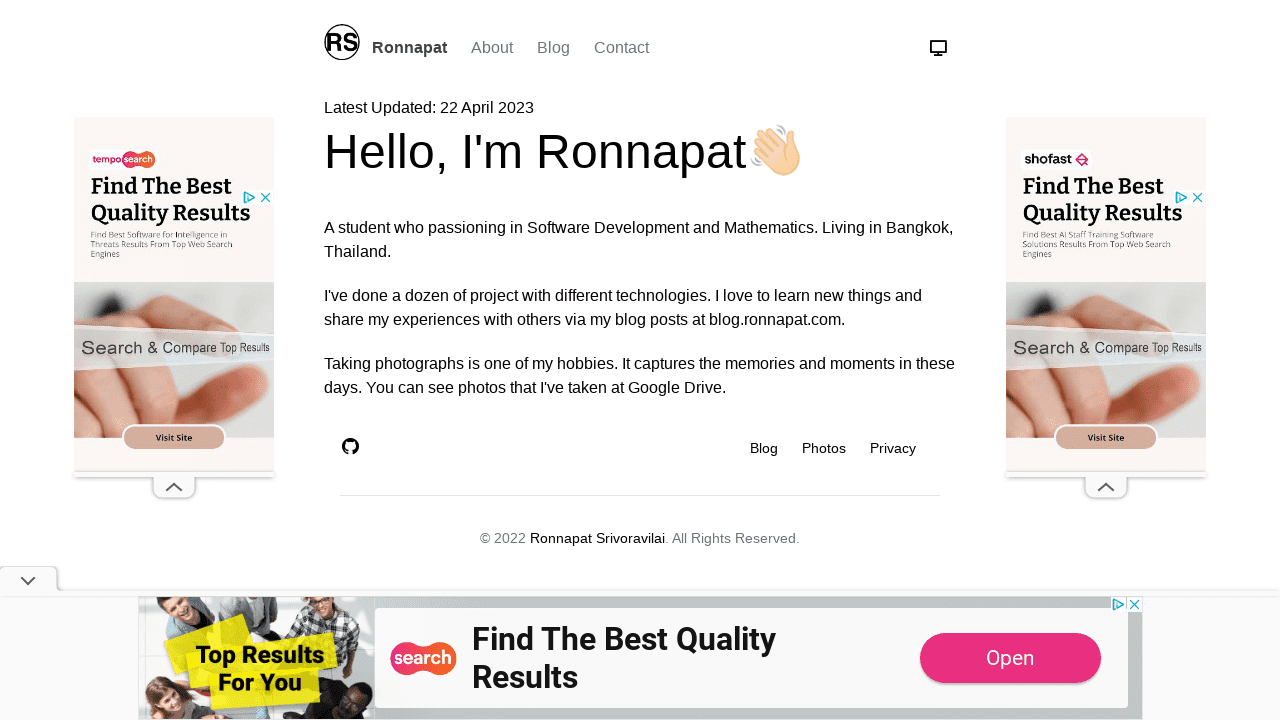 RS
Ronnapat
About
Blog
Contact
Latest Updated: 22 April 2023
Hello, I'm Ronnapat👋🏻
A student who passioning in Software Development and Mathematics. Living in Bangkok,
Thailand.
I've done a dozen of project with different technologies. I love to learn new things and
share my experiences with others via my blog posts at blog.ronnapat.com.
Taking photographs is one of my hobbies. It captures the memories and moments in these
days. You can see photos that I've taken at Google Drive.
Blog
Photos
Privacy
© 2022 Ronnapat Srivoravilai. All Rights Reserved.
temposearch
Find The Best
Quality Results
Find Best Software for Intelligence in
Threats Results From Top Web Search
Engines
Search & Compare Top Results
Visit Site
shofast
Find The Best
Quality Results
Find Best AI Staff Training Software
Solutions Results From Top Web Search
Engines
Search & Compare Top Results
Visit Site
Top Results
For You
search
Find The Best Quality
Results
Open